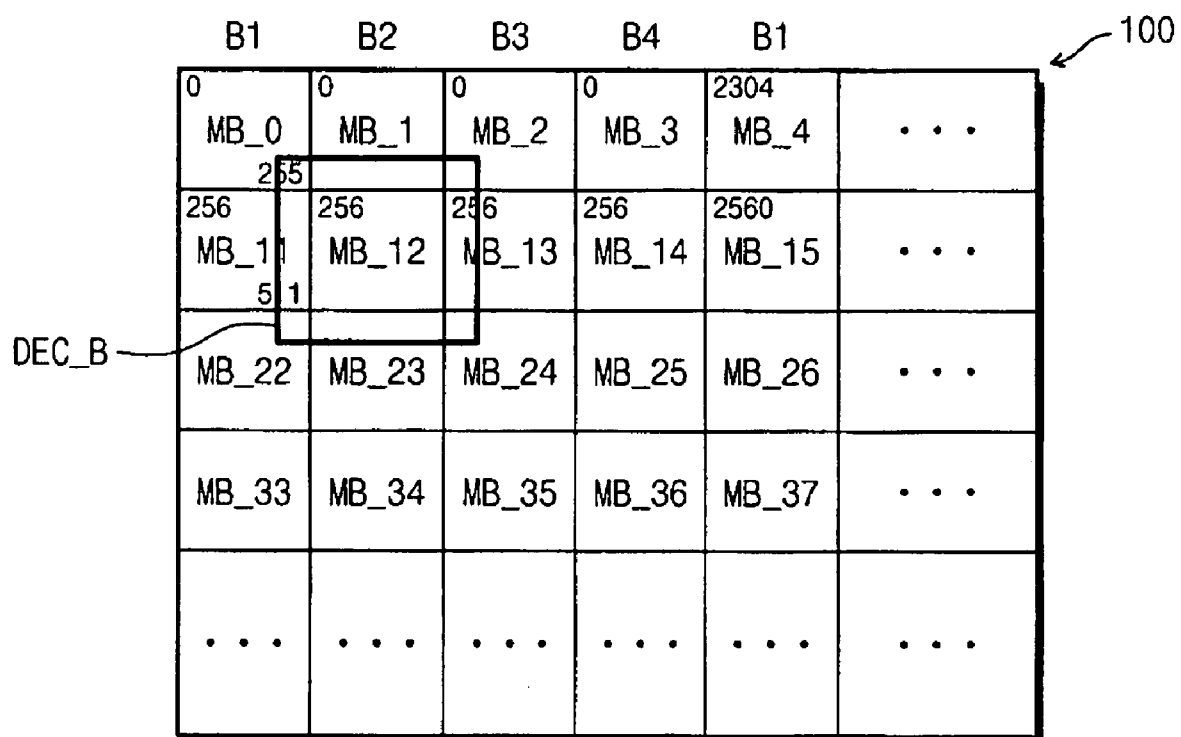 B1 B2 B3 B4 B1 100
0 0 0 0 2304
MB_0 MB_1 MB_2 MB_3 MB_4 • • •
255
256 256 256 256 2560
MB_11 MB_12 MB_13 MB_14 MB_15 • • •
511
DEC_B
MB_22 MB_23 MB_24 MB_25 MB_26 • • •
MB_33 MB_34 MB_35 MB_36 MB_37 • • •
• • • • • • • • • • • • • • • • • •